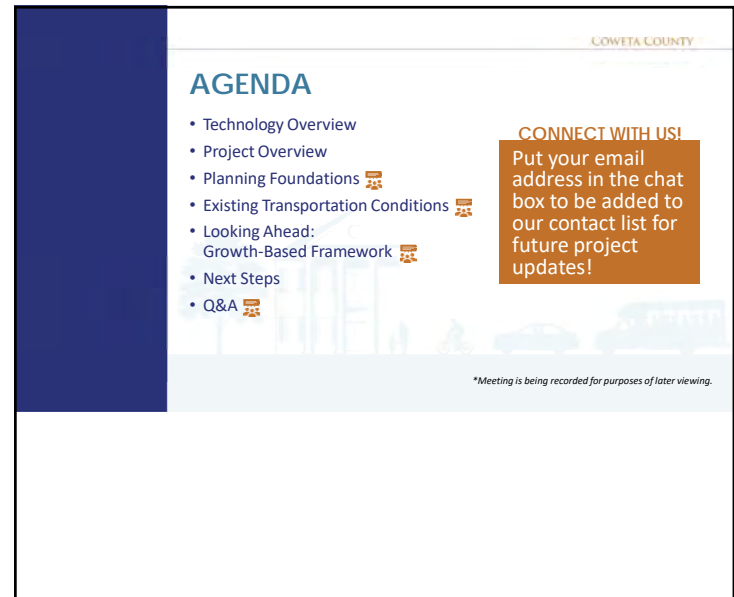 COWETA COUNTY
AGENDA
• Technology Overview
• Project Overview
• Planning Foundations
• Existing Transportation Conditions
• Looking Ahead:
Growth-Based Framework
• Next Steps
• Q&A
CONNECT WITH US!
Put your email
address in the chat
box to be added to
our contact list for
future project
updates!
*Meeting is being recorded for purposes of later viewing.